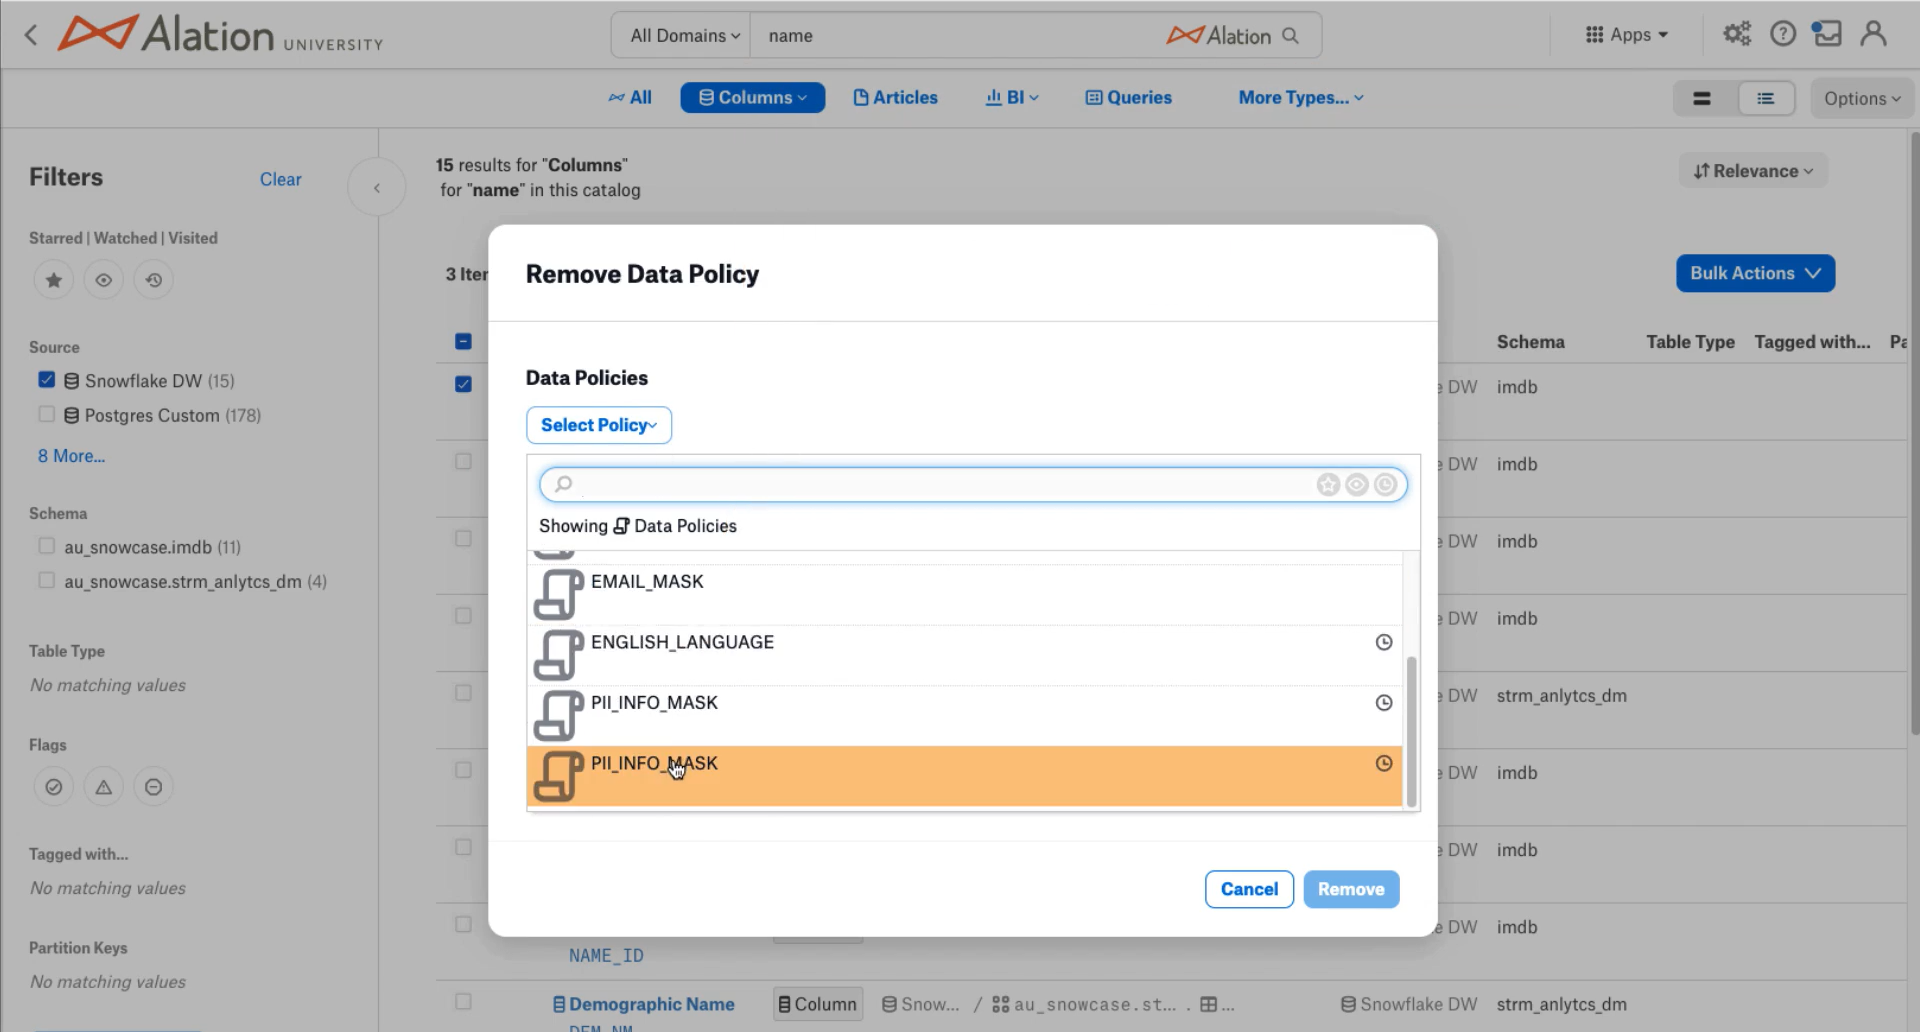 Alation UNIVERSITY
All Domains
name
Alation
Apps
All
Columns
Articles
BI
Queries
More Types...
Options
Filters
Clear
15 results for "Columns"
for "name" in this catalog
Relevance
Starred | Watched | Visited
3 Iter
Bulk Actions
Remove Data Policy
Source
Snowflake DW (15)
Postgres Custom (178)
8 More...
Schema
Table Type
Tagged with...
Pa
Data Policies
Select Policy
e DW imdb
e DW imdb
Showing Data Policies
Schema
au_snowcase.imdb (11)
au_snowcase.strm_anlytcs_dm (4)
e DW imdb
EMAIL_MASK
e DW imdb
ENGLISH_LANGUAGE
Table Type
No matching values
e DW strm_anlytcs_dm
PII_INFO_MASK
Flags
PII_INFO_MASK
e DW imdb
Tagged with...
No matching values
e DW imdb
Cancel
Remove
e DW imdb
Partition Keys
No matching values
NAME_ID
Demographic Name
Column
Snow... / au_snowcase.st... . ...
Snowflake DW
strm_anlytcs_dm
DEM_NM